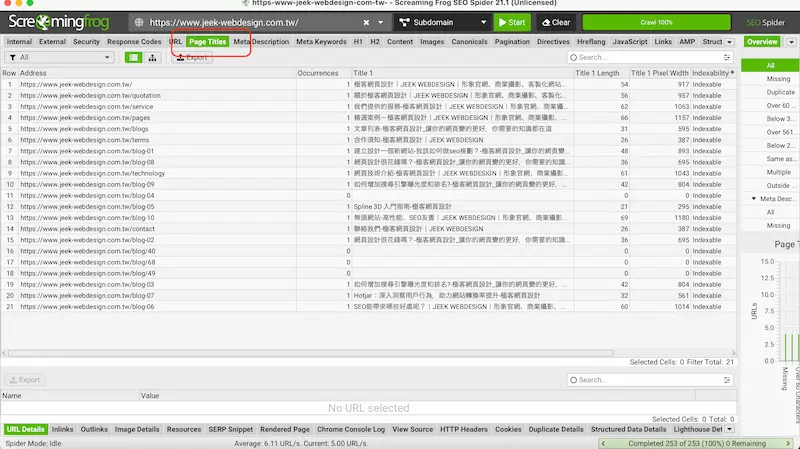 https-www-jeek-webdesign-com-tw- - Screaming Frog SEO Spider 21.1 (Unlicensed)
Screamingfrog https://www.jeek-webdesign.com.tw/ Subdomain Start Clear Crawl 100% SEO Spider
Internal External Security Response Codes URL Page Titles Meta Description Meta Keywords H1 H2 Content Images Canonicals Pagination Directives Hreflang JavaScript Links AMP Struct Overview
All Export Search...
Row Address Occurrences Title 1 Title 1 Length Title 1 Pixel Width Indexability
1 https://www.jeek-webdesign.com.tw/ 1 極客網頁設計｜JEEK WEBDESIGN｜形象官網、商業攝影、客製化網站... 54 917 Indexable
2 https://www.jeek-webdesign.com.tw/quotation 1 關於極客網頁設計｜JEEK WEBDESIGN｜形象官網、商業攝影、客製化... 56 957 Indexable
3 https://www.jeek-webdesign.com.tw/service 1 我們提供的服務-極客網頁設計｜JEEK WEBDESIGN｜形象官網、商業攝影... 62 1063 Indexable
4 https://www.jeek-webdesign.com.tw/pages 1 精選案例－極客網頁設計｜JEEK WEBDESIGN｜形象官網、商業攝影、... 66 1157 Indexable
5 https://www.jeek-webdesign.com.tw/blogs 1 文章列表-極客網頁設計_讓你的網頁變的更好、你需要的知識都在這 31 595 Indexable
6 https://www.jeek-webdesign.com.tw/terms 1 合作須知-極客網頁設計｜JEEK WEBDESIGN 26 387 Indexable
7 https://www.jeek-webdesign.com.tw/blog-01 1 建立設計一個新網站-我該如何做seo規劃？-極客網頁設計_讓你的網頁變... 48 893 Indexable
8 https://www.jeek-webdesign.com.tw/blog-08 1 網頁設計很花錢嗎？-極客網頁設計_讓你的網頁變的更好、你需要的知識... 36 695 Indexable
9 https://www.jeek-webdesign.com.tw/technology 1 網頁技術介紹-極客網頁設計｜JEEK WEBDESIGN｜形象官網、商業攝影... 61 1043 Indexable
10 https://www.jeek-webdesign.com.tw/blog-09 1 如何增加搜尋引擎曝光度和排名?-極客網頁設計_讓你的網頁變的更好... 42 804 Indexable
11 https://www.jeek-webdesign.com.tw/blog-04 0 0 0 Indexable
12 https://www.jeek-webdesign.com.tw/blog-05 1 Spline 3D 入門指南-極客網頁設計 21 295 Indexable
13 https://www.jeek-webdesign.com.tw/blog-10 1 無頭網站-高性能、SEO友善｜JEEK WEBDESIGN｜形象官網、商業攝影... 69 1180 Indexable
14 https://www.jeek-webdesign.com.tw/contact 1 聯絡我們-極客網頁設計｜JEEK WEBDESIGN 26 387 Indexable
15 https://www.jeek-webdesign.com.tw/blog-02 1 網頁設計很花錢嗎？-極客網頁設計_讓你的網頁變的更好、你需要的知識... 36 695 Indexable
16 https://www.jeek-webdesign.com.tw/blog/40 0 0 0 Indexable
17 https://www.jeek-webdesign.com.tw/blog/68 0 0 0 Indexable
18 https://www.jeek-webdesign.com.tw/blog/49 0 0 0 Indexable
19 https://www.jeek-webdesign.com.tw/blog-03 1 如何增加搜尋引擎曝光度和排名?-極客網頁設計_讓你的網頁變的更好... 42 804 Indexable
20 https://www.jeek-webdesign.com.tw/blog-07 1 Hotjar：深入洞察用戶行為，助力網站轉換率提升-極客網頁設計 32 561 Indexable
21 https://www.jeek-webdesign.com.tw/blog-06 1 SEO能帶來哪些好處呢？｜JEEK WEBDESIGN｜形象官網、商業攝影、... 60 1014 Indexable
Selected Cells: 0 Filter Total: 21
All
Missing
Duplicate
Over 60
Below 3
Over 561
Below 2
Same as...
Multiple
Outside
Meta Desc
All
Missing
Page T
15.0
12.5
10.0
7.5
5.0
2.5
0.0
URLs
Missing
Over 60 Characters
Export Search...
Name Value
No URL selected
Selected Cells: 0 Total: 0
URL Details Inlinks Outlinks Image Details Resources SERP Snippet Rendered Page Chrome Console Log View Source HTTP Headers Cookies Duplicate Details Structured Data Details Lighthouse Det
Spider Mode: Idle Average: 6.11 URL/s. Current: 5.00 URL/s. Completed 253 of 253 (100%) 0 Remaining